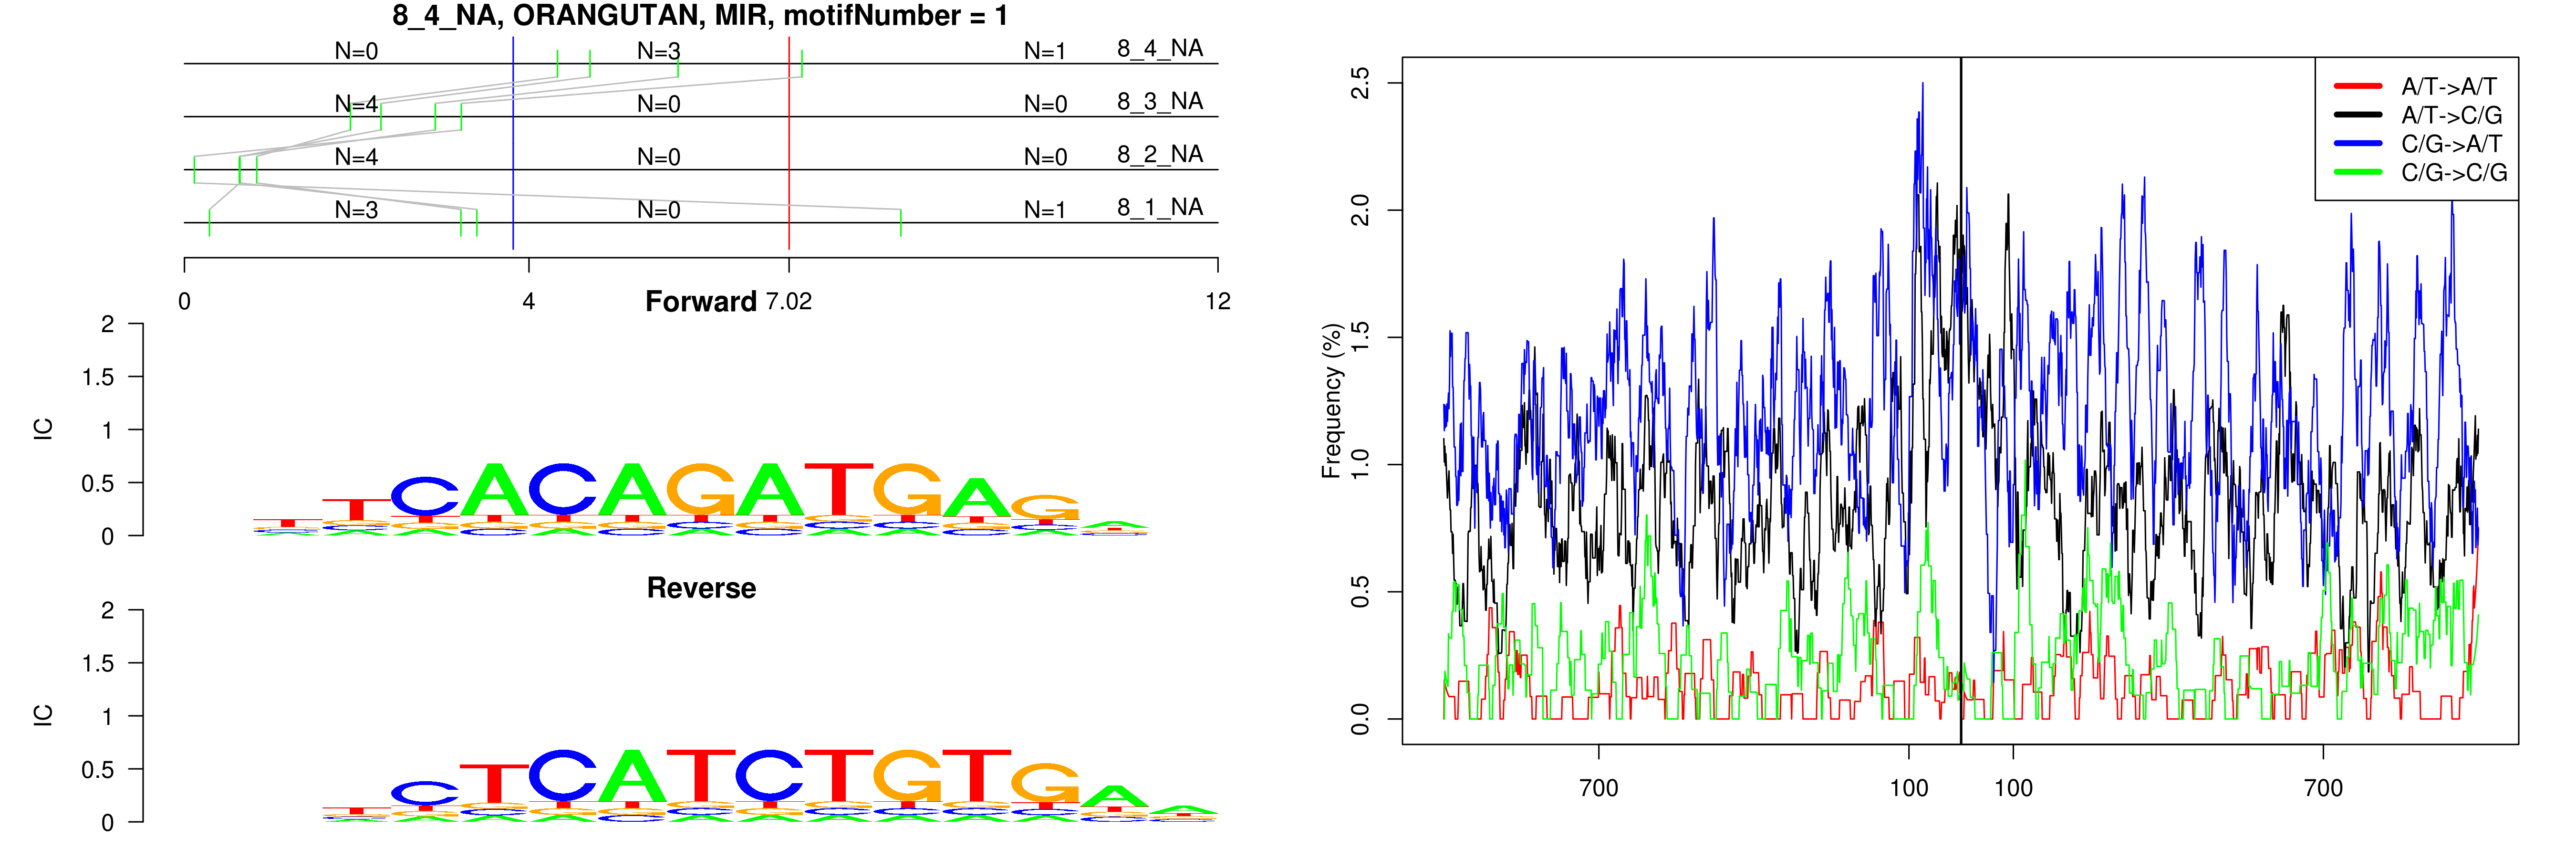 8_4_NA, ORANGUTAN, MIR, motifNumber = 1
N=0 N=3 N=1 8_4_NA
N=4 N=0 N=0 8_3_NA
N=4 N=0 N=0 8_2_NA
N=3 N=0 N=1 8_1_NA
0 4 7.02 12
Forward
2
1.5
1
0.5
0
IC
TTCACAGATGAGA
Reverse
2
1.5
1
0.5
0
IC
TCTCATCTGTGAA
Frequency (%)
2.5
2.0
1.5
1.0
0.5
0.0
700 100 100 700
A/T->A/T
A/T->C/G
C/G->A/T
C/G->C/G